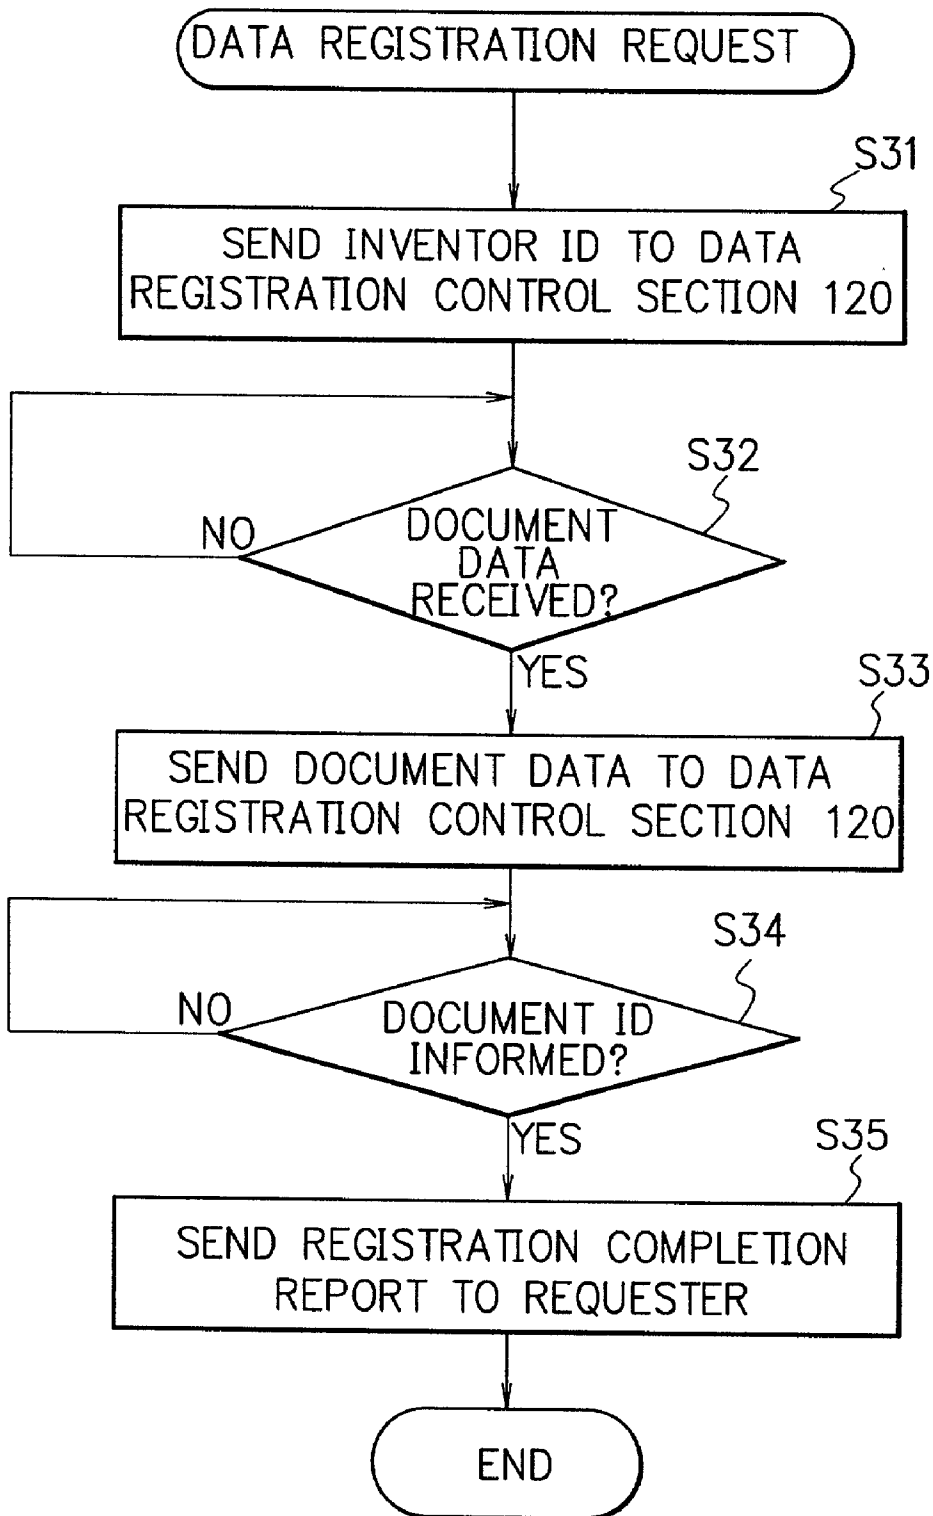 DATA REGISTRATION REQUEST
S31
SEND INVENTOR ID TO DATA
REGISTRATION CONTROL SECTION 120
S32
NO
DOCUMENT
DATA
RECEIVED?
YES
S33
SEND DOCUMENT DATA TO DATA
REGISTRATION CONTROL SECTION 120
S34
NO
DOCUMENT ID
INFORMED?
YES
S35
SEND REGISTRATION COMPLETION
REPORT TO REQUESTER
END